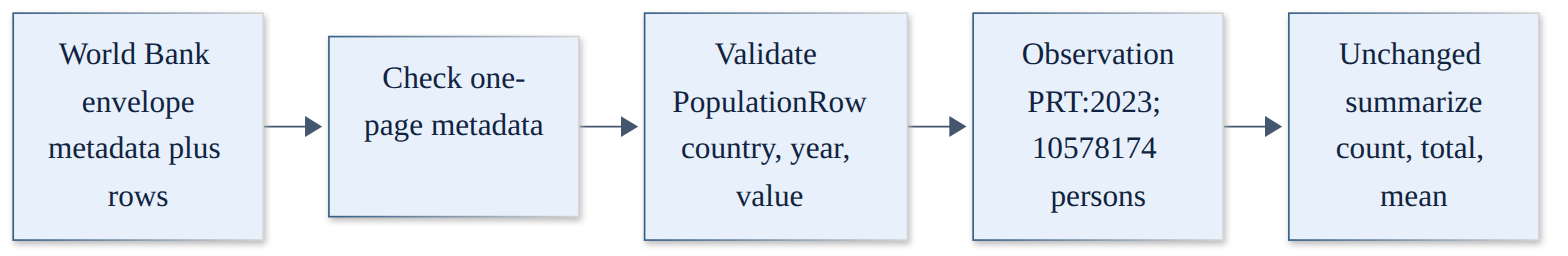 World Bank
envelope
metadata plus
rows
Check one-
page metadata
Validate
PopulationRow
country, year,
value
Observation
PRT:2023;
10578174
persons
Unchanged
summarize
count, total,
mean